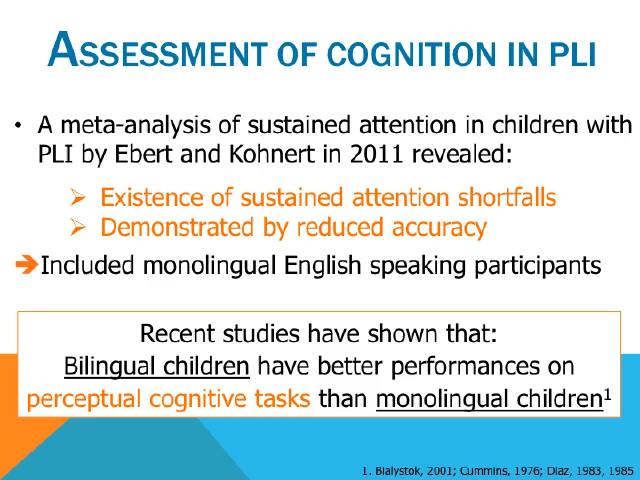 ASSESSMENT OF COGNITION IN PLI
• A meta-analysis of sustained attention in children with
PLI by Ebert and Kohnert in 2011 revealed:
➢ Existence of sustained attention shortfalls
➢ Demonstrated by reduced accuracy
➔Included monolingual English speaking participants
Recent studies have shown that:
Bilingual children have better performances on
perceptual cognitive tasks than monolingual children1
1. Bialystok, 2001; Cummins, 1976; Diaz, 1983, 1985